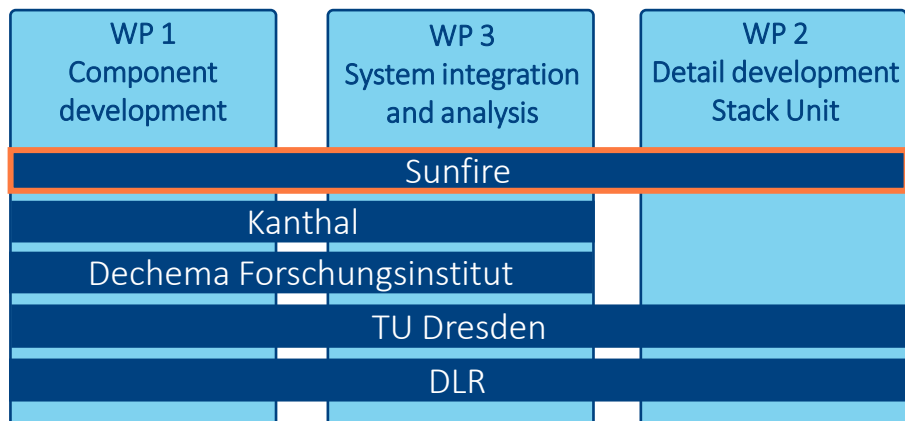 WP 1
Component
development
WP 3
System integration
and analysis
WP 2
Detail development
Stack Unit
Sunfire
Kanthal
Dechema Forschungsinstitut
TU Dresden
DLR